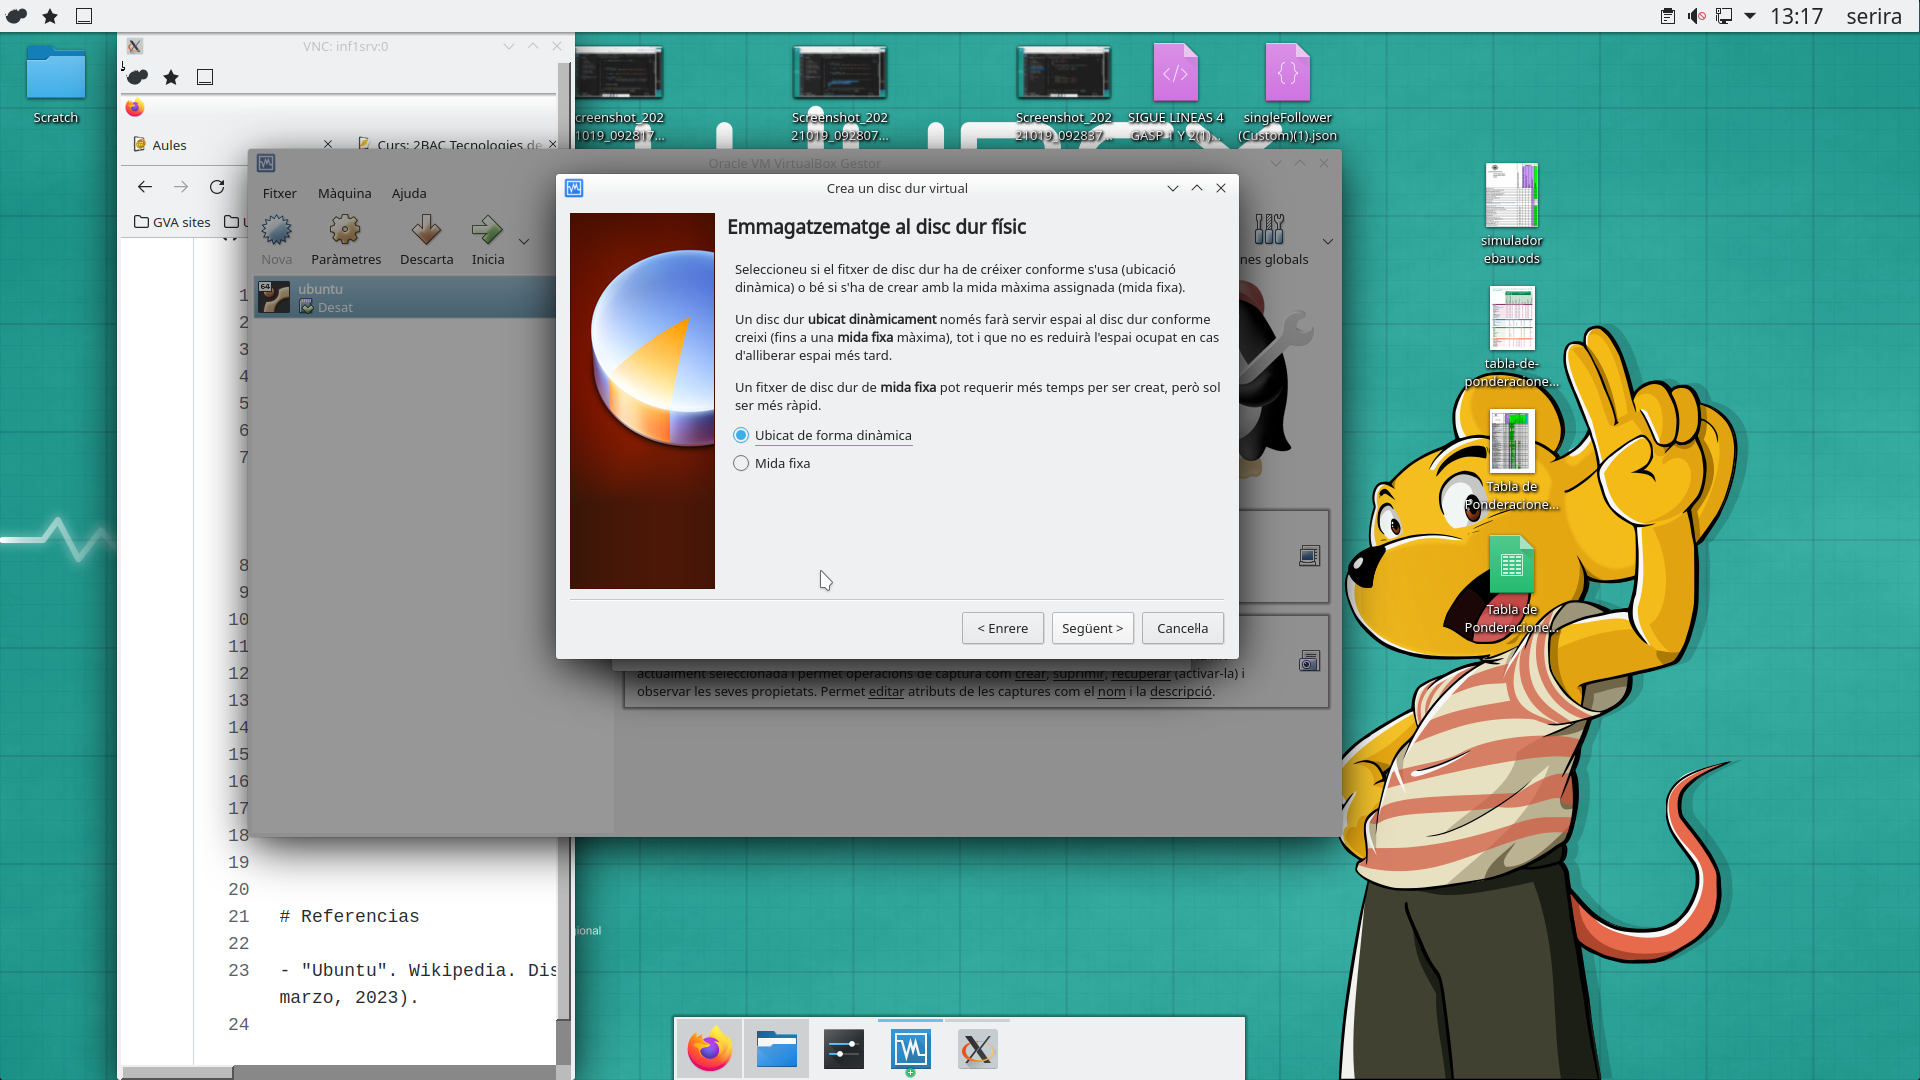 13:17
serira
Scratch
VNC: inf1srv:0
Aules
Curs: 2BAC Tecnologies de
GVA sites
1
2
3
4
5
6
7
8
9
10
11
12
13
14
15
16
17
18
19
20
21 # Referencias
22
23 - "Ubuntu". Wikipedia. Dis
marzo, 2023).
24
creenshot_202
1019_092817...
Screenshot_202
21019_092807...
Screenshot_202
21019_092837...
SIGUE LINEAS 4
GASP 1 Y 2(1)...
singleFollower
(Custom)(1).json
simulador
ebau.ods
tabla-de-
ponderacione...
Tabla de
Ponderacione...
Tabla de
Ponderacione...
Oracle VM VirtualBox Gestor
Fitxer
Màquina
Ajuda
Nova
Paràmetres
Descarta
Inicia
nes globals
64
ubuntu
Desat
Crea un disc dur virtual
Emmagatzematge al disc dur físic
Seleccioneu si el fitxer de disc dur ha de créixer conforme s'usa (ubicació
dinàmica) o bé si s'ha de crear amb la mida màxima assignada (mida fixa).
Un disc dur ubicat dinàmicament només farà servir espai al disc dur conforme
creixi (fins a una mida fixa màxima), tot i que no es reduirà l'espai ocupat en cas
d'alliberar espai més tard.
Un fitxer de disc dur de mida fixa pot requerir més temps per ser creat, però sol
ser més ràpid.
Ubicat de forma dinàmica
Mida fixa
< Enrere
Següent >
Cancel·la
actualment seleccionada i permet operacions de captura com crear, suprimir, recuperar (activar-la) i
observar les seves propietats. Permet editar atributs de les captures com el nom i la descripció.
ional